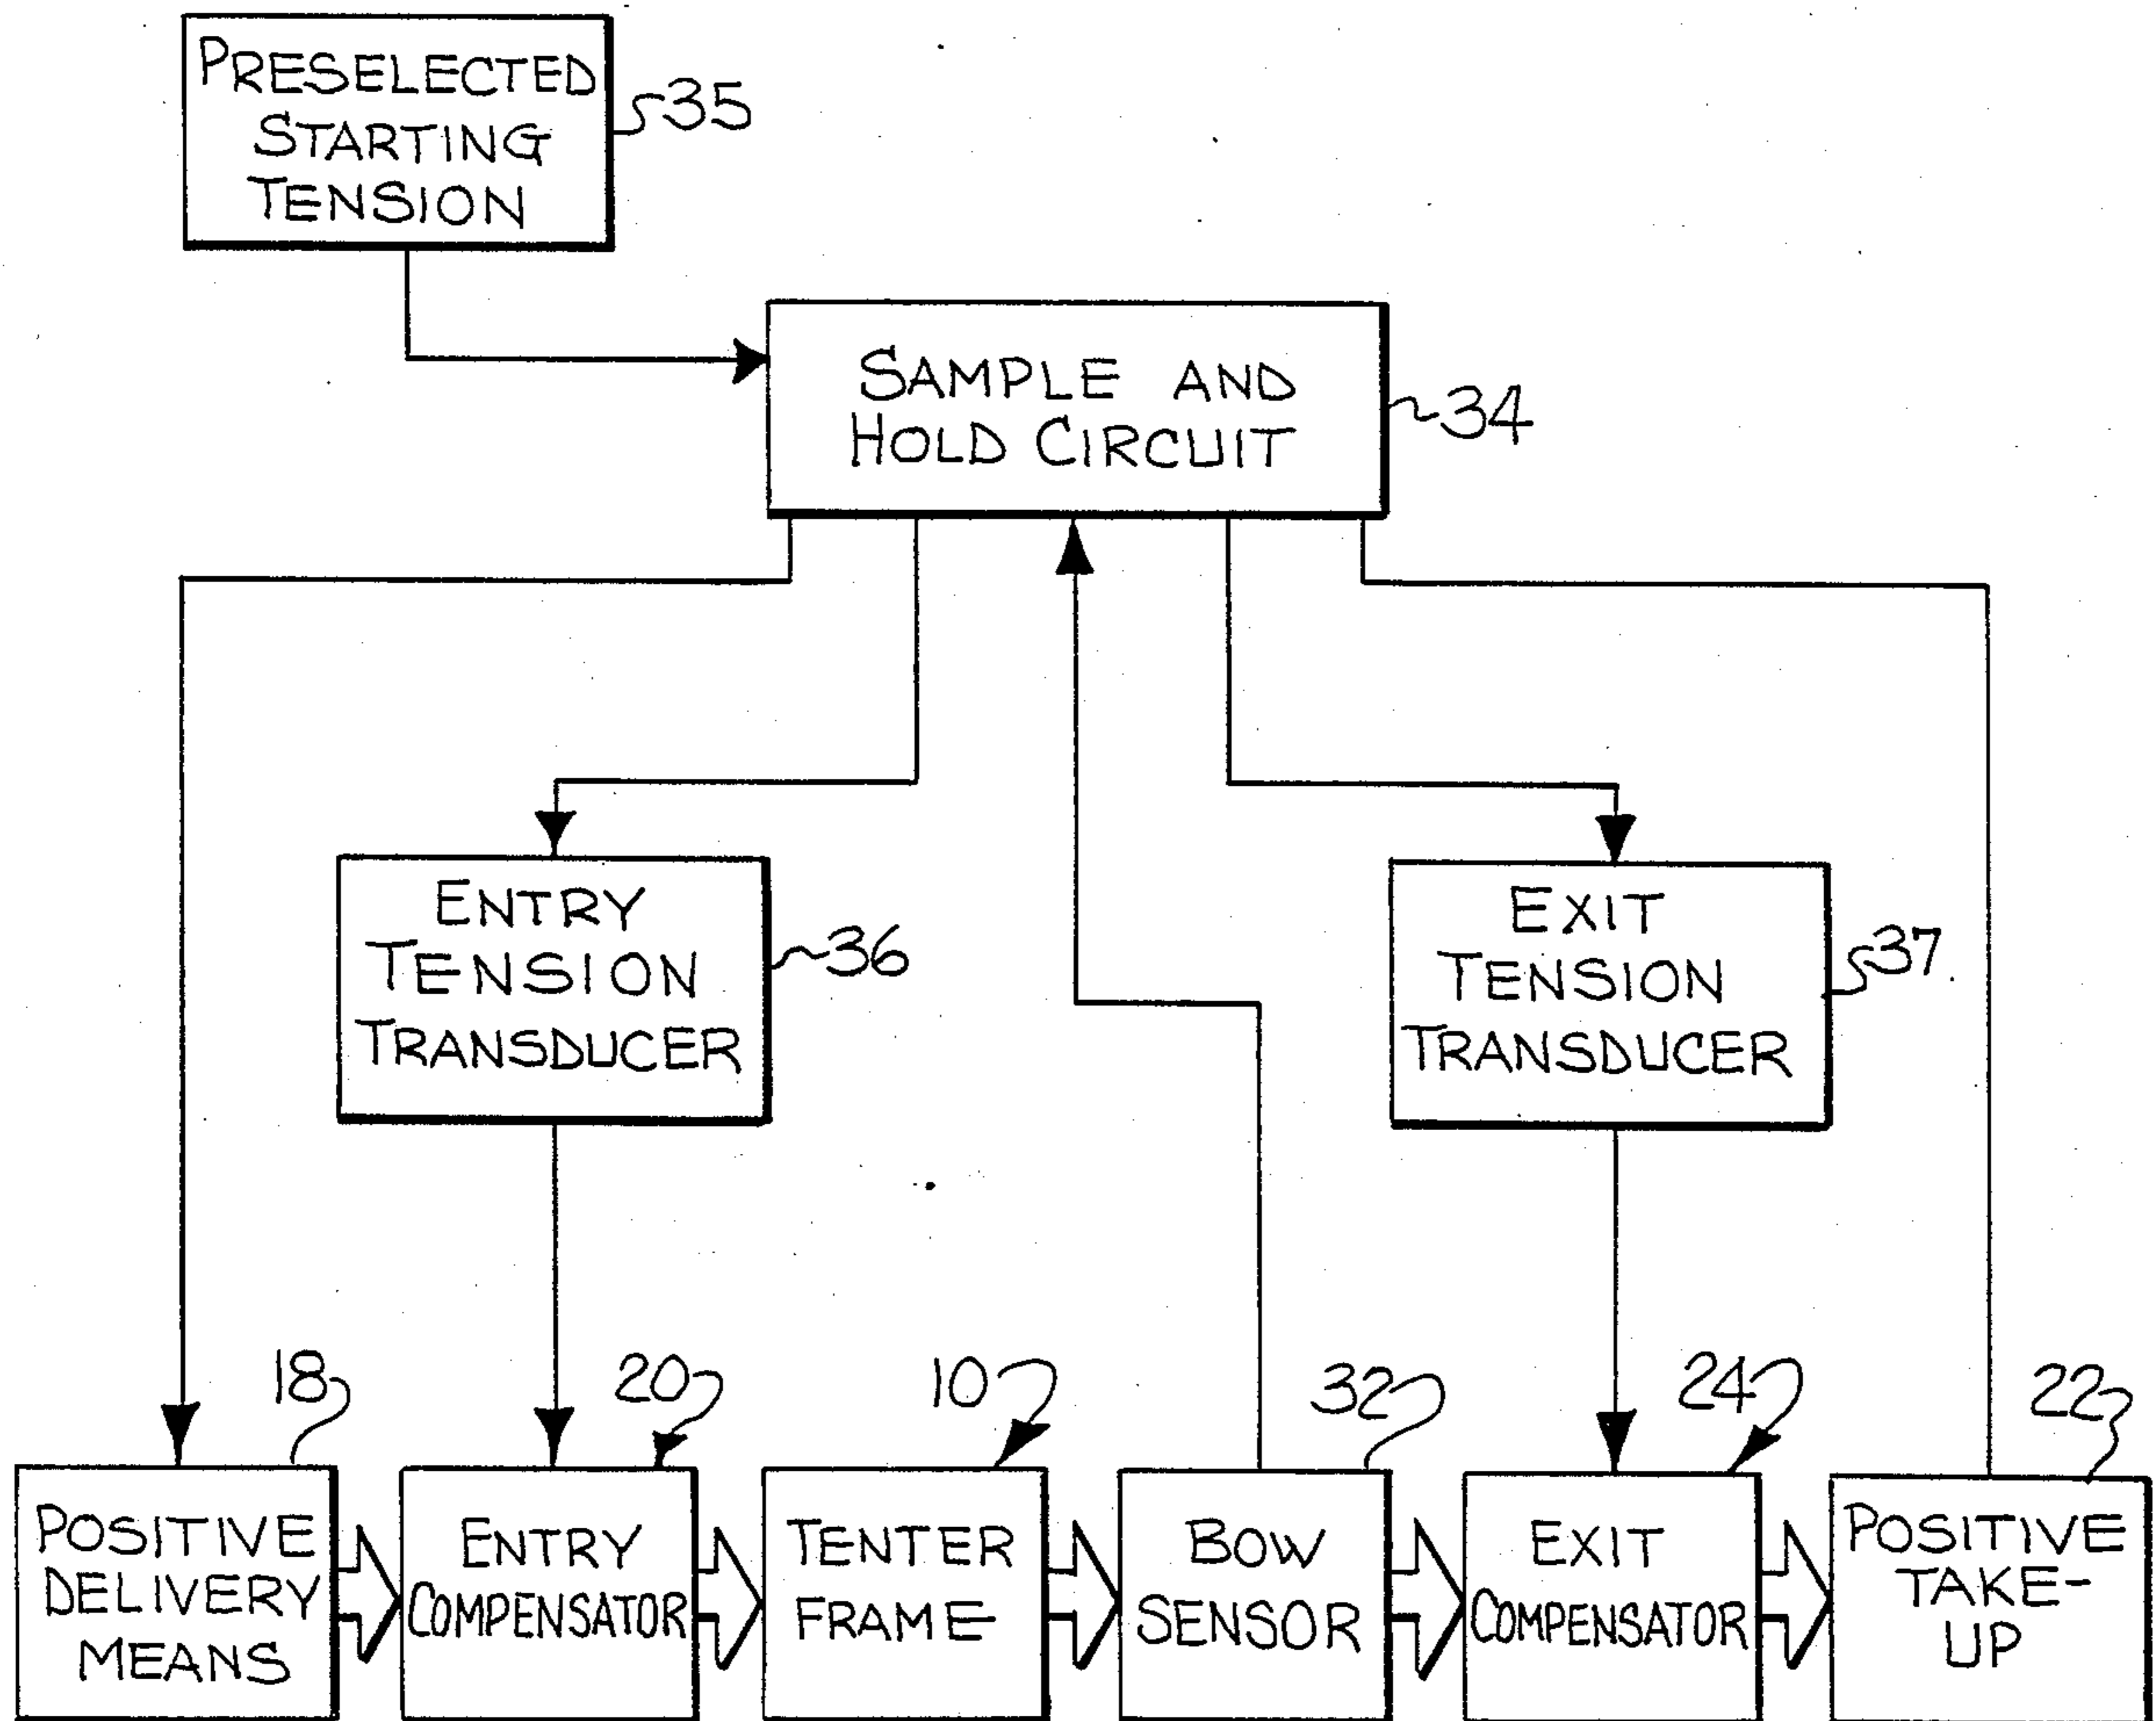 PRESELECTED
STARTING
TENSION
35
SAMPLE AND
HOLD CIRCUIT
34
ENTRY
TENSION
TRANSDUCER
36
EXIT
TENSION
TRANSDUCER
37
18
20
10
32
24
22
POSITIVE
DELIVERY
MEANS
ENTRY
COMPENSATOR
TENTER
FRAME
BOW
SENSOR
EXIT
COMPENSATOR
POSITIVE
TAKE-
UP